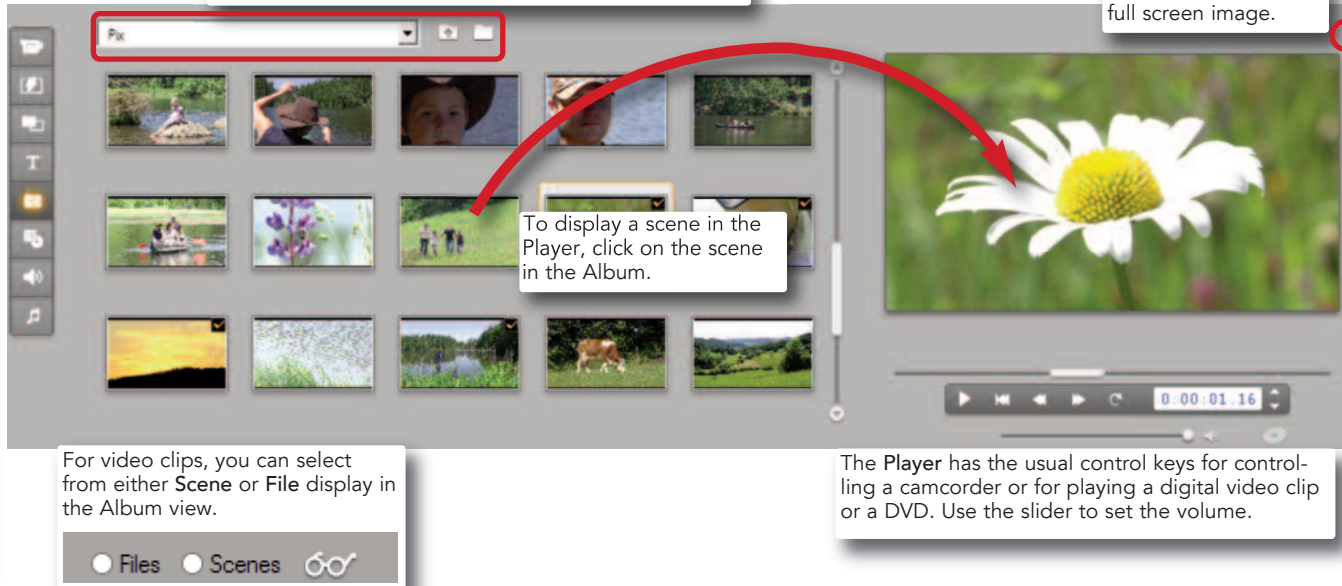 full screen image.
Pix
T
To display a scene in the
Player, click on the scene
in the Album.
0:00:01.16
For video clips, you can select
from either Scene or File display in
the Album view.
Files Scenes
The Player has the usual control keys for control-
ling a camcorder or for playing a digital video clip
or a DVD. Use the slider to set the volume.